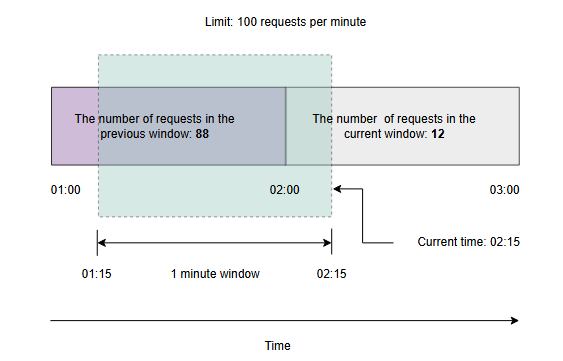 Limit: 100 requests per minute
The number of requests in the
previous window: 88
The number of requests in the
current window: 12
01:00
02:00
03:00
Current time: 02:15
01:15
1 minute window
02:15
Time